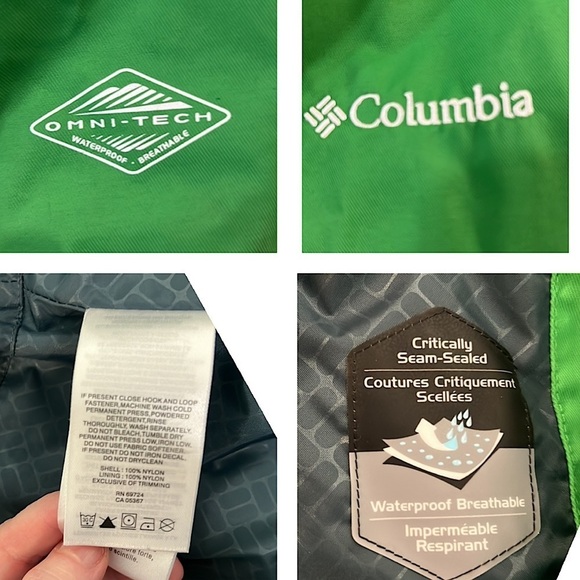 OMNI-TECH
WATERPROOF - BREATHABLE
Columbia
IF PRESENT CLOSE HOOK AND LOOP
FASTENER,MACHINE WASH COLD
PERMANENT PRESS,POWDERED
DETERGENT,RINSE
THOROUGHLY, WASH SEPARATELY.
DO NOT BLEACH,TUMBLE DRY
PERMANENT PRESS LOW,IRON LOW.
DO NOT USE FABRIC SOFTENER.
IF PRESENT DO NOT IRON DECAL.
DO NOT DRYCLEAN
SHELL : 100% NYLON
LINING : 100% NYLON
EXCLUSIVE OF TRIMMING
RN 69724
CA 05367
Critically
Seam-Sealed
Coutures Critiquement
Scellées
Waterproof Breathable
Imperméable
Respirant